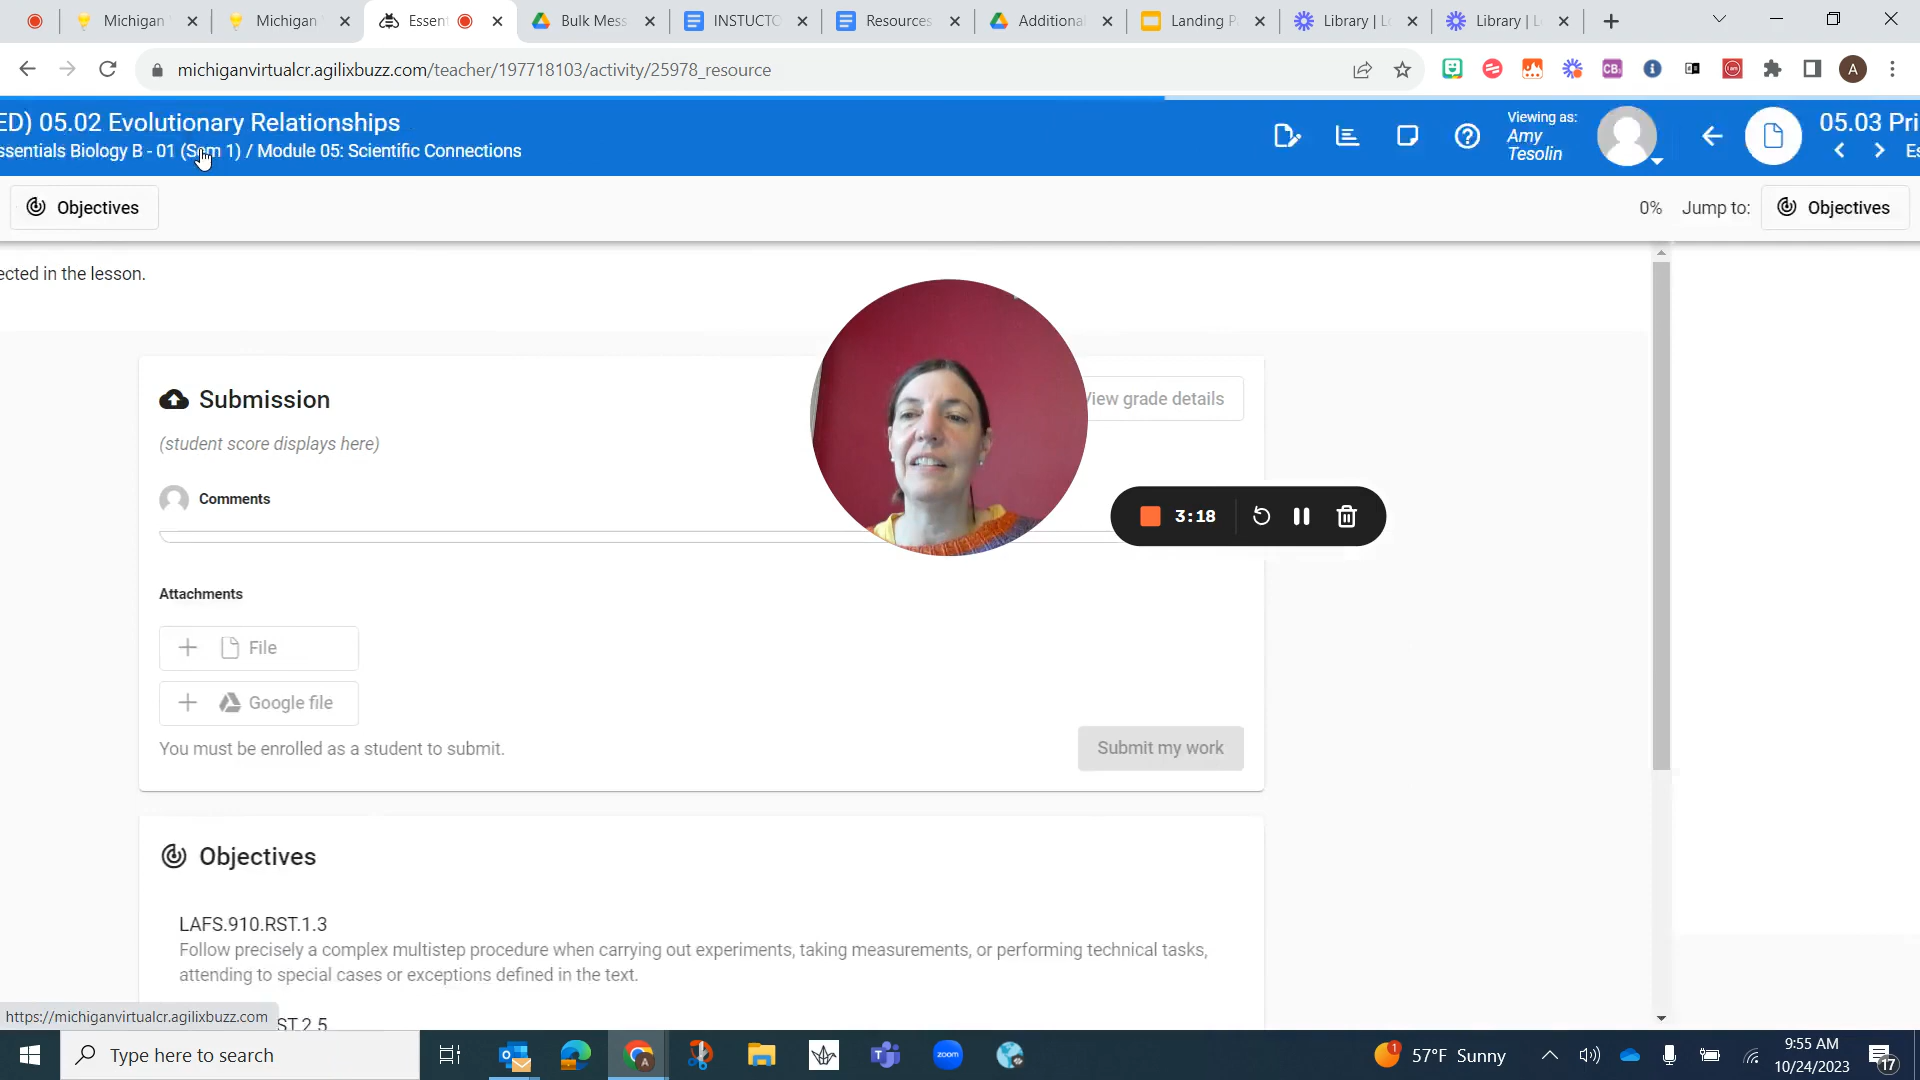 Michigan
Michigan
Essen
Bulk Mess
INSTUCTO
Resources
Additional
Landing P
Library | Lo
Library | L
michiganvirtualcr.agilixbuzz.com/teacher/197718103/activity/25978_resource
ED) 05.02 Evolutionary Relationships
ssentials Biology B - 01 (Sem 1) / Module 05: Scientific Connections
Viewing as:
Amy
Tesolin
05.03 Pri
Es
Objectives
0% Jump to: Objectives
ected in the lesson.
Submission
View grade details
(student score displays here)
Comments
3:18
Attachments
File
Google file
You must be enrolled as a student to submit.
Submit my work
Objectives
LAFS.910.RST.1.3
Follow precisely a complex multistep procedure when carrying out experiments, taking measurements, or performing technical tasks,
attending to special cases or exceptions defined in the text.
ST.2.5
https://michiganvirtualcr.agilixbuzz.com
Type here to search
zoom
1
57°F Sunny
9:55 AM
10/24/2023
17